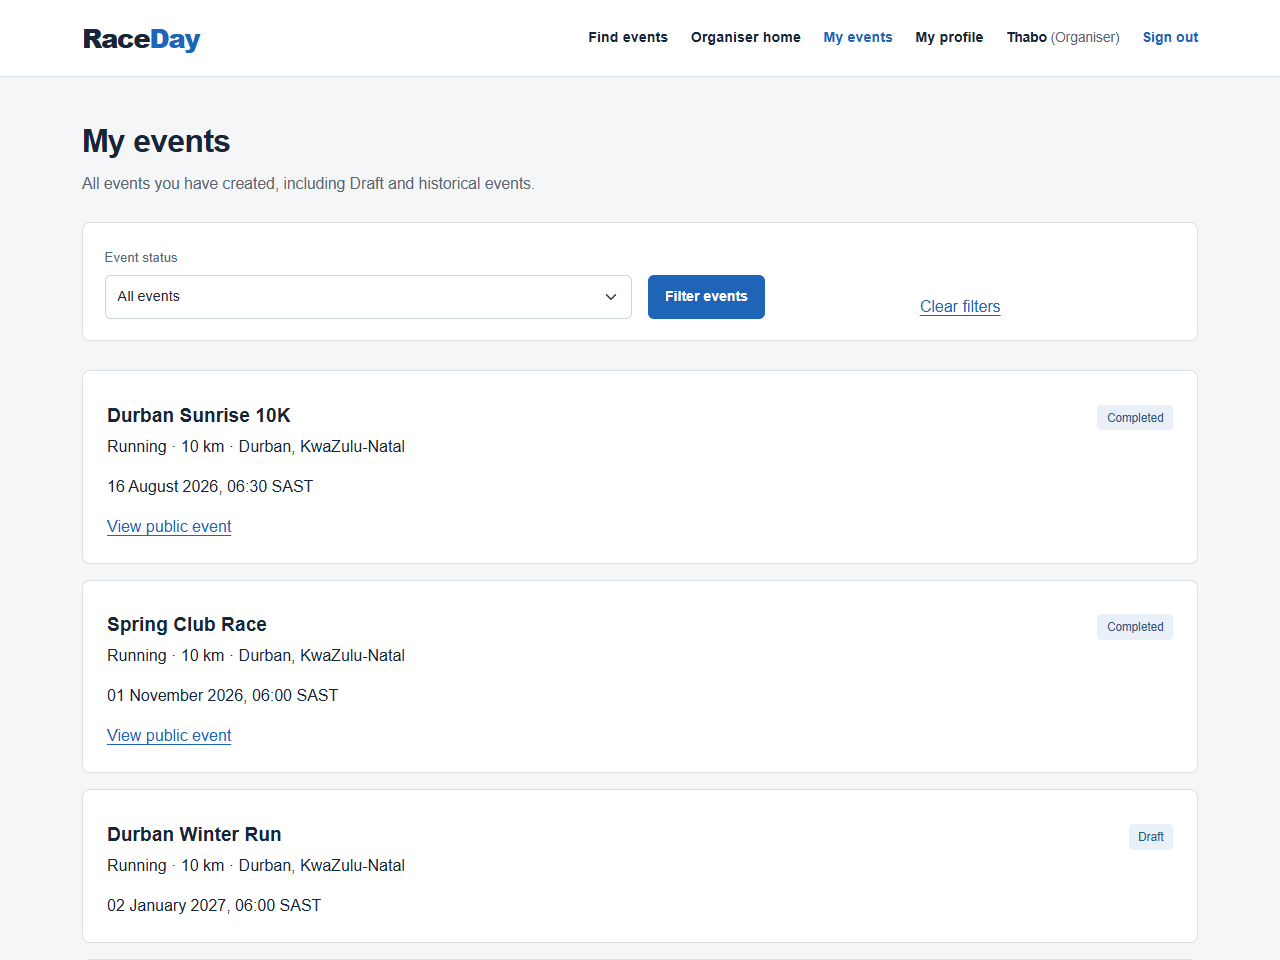 RaceDay
Find events
Organiser home
My events
My profile
Thabo (Organiser)
Sign out
My events
All events you have created, including Draft and historical events.
Event status
All events
Filter events
Clear filters
Durban Sunrise 10K
Completed
Running · 10 km · Durban, KwaZulu-Natal
16 August 2026, 06:30 SAST
View public event
Spring Club Race
Completed
Running · 10 km · Durban, KwaZulu-Natal
01 November 2026, 06:00 SAST
View public event
Durban Winter Run
Draft
Running · 10 km · Durban, KwaZulu-Natal
02 January 2027, 06:00 SAST